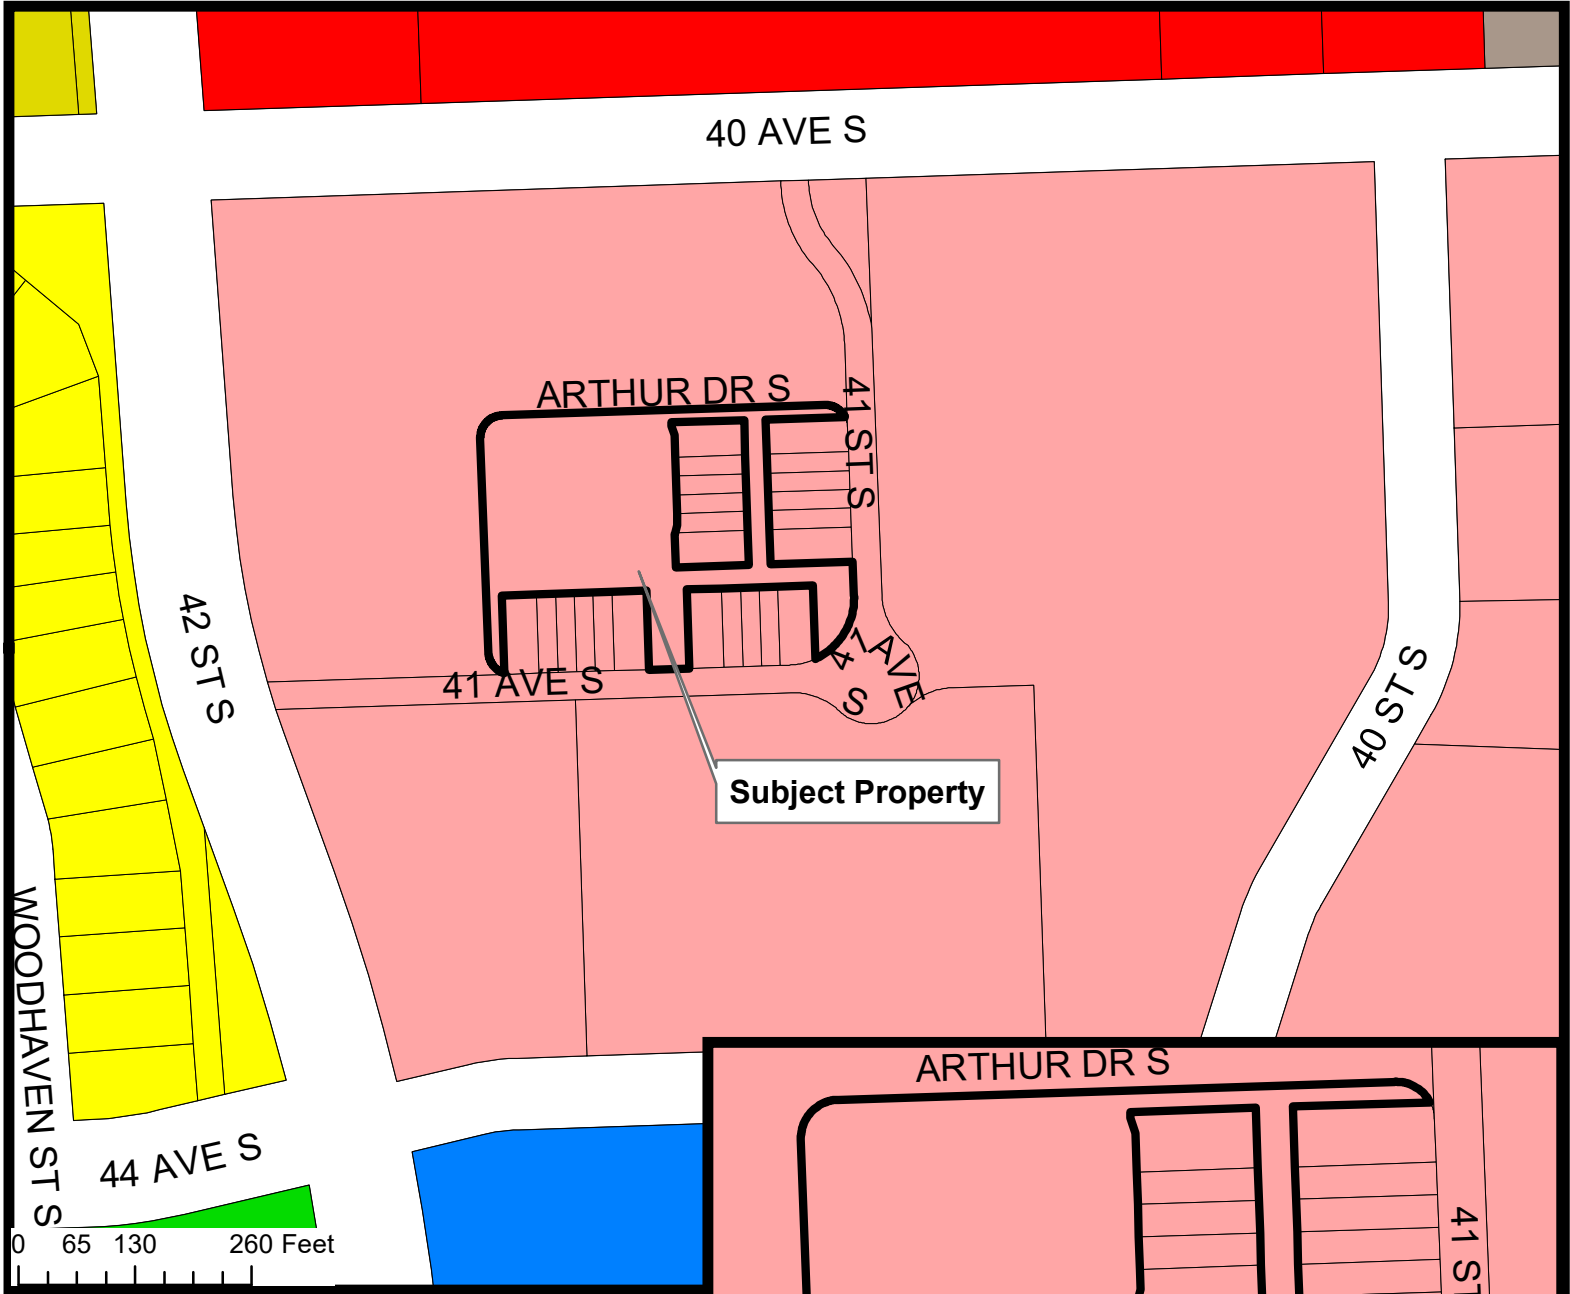 40 AVE S
ARTHUR DR S
41 ST S
42 ST S
41 AVE S
41 AVE S
40 ST S
Subject Property
WOODHAVEN ST S
44 AVE S
0 65 130 260 Feet
ARTHUR DR S
41 ST